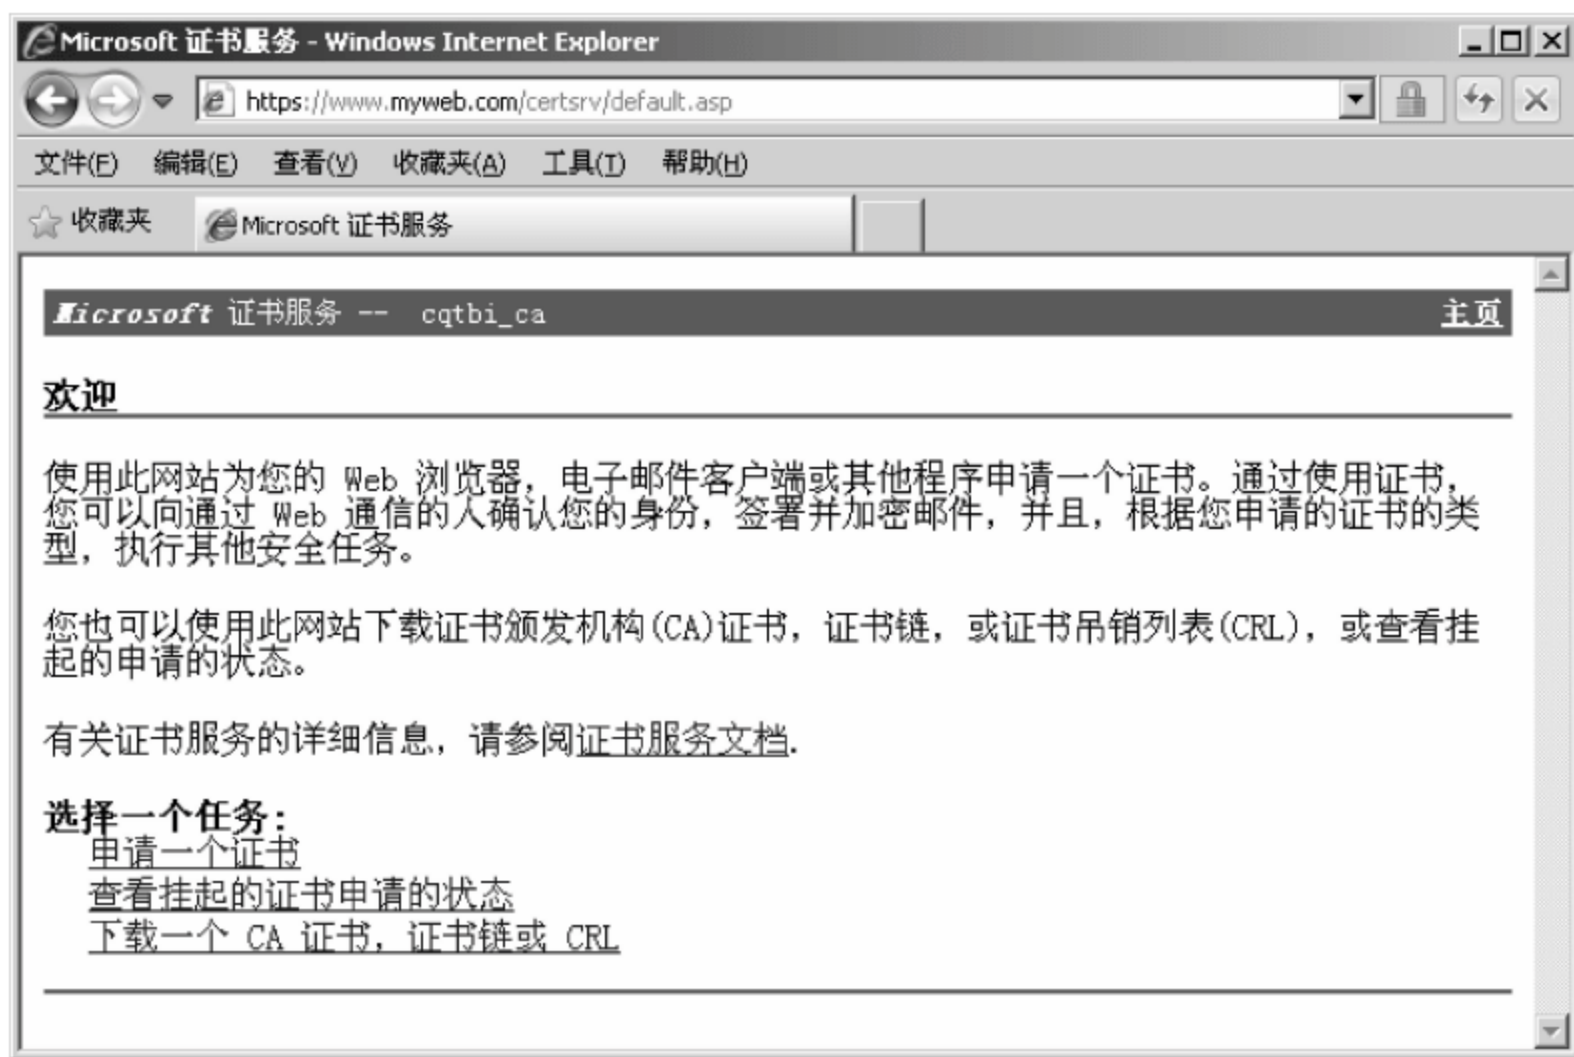 Microsoft 证书服务 - Windows Internet Explorer
https://www.myweb.com/certsrv/default.asp
文件(F) 编辑(E) 查看(V) 收藏夹(A) 工具(T) 帮助(H)
收藏夹 Microsoft 证书服务
Microsoft 证书服务 -- cqtbi_ca 主页
欢迎
使用此网站为您的 Web 浏览器，电子邮件客户端或其他程序申请一个证书。通过使用证书，
您可以向通过 Web 通信的人确认您的身份，签署并加密邮件，并且，根据您申请的证书的类
型，执行其他安全任务。
您也可以使用此网站下载证书颁发机构(CA)证书，证书链，或证书吊销列表(CRL)，或查看挂
起的申请的状态。
有关证书服务的详细信息，请参阅证书服务文档.
选择一个任务:
申请一个证书
查看挂起的证书申请的状态
下载一个 CA 证书，证书链或 CRL